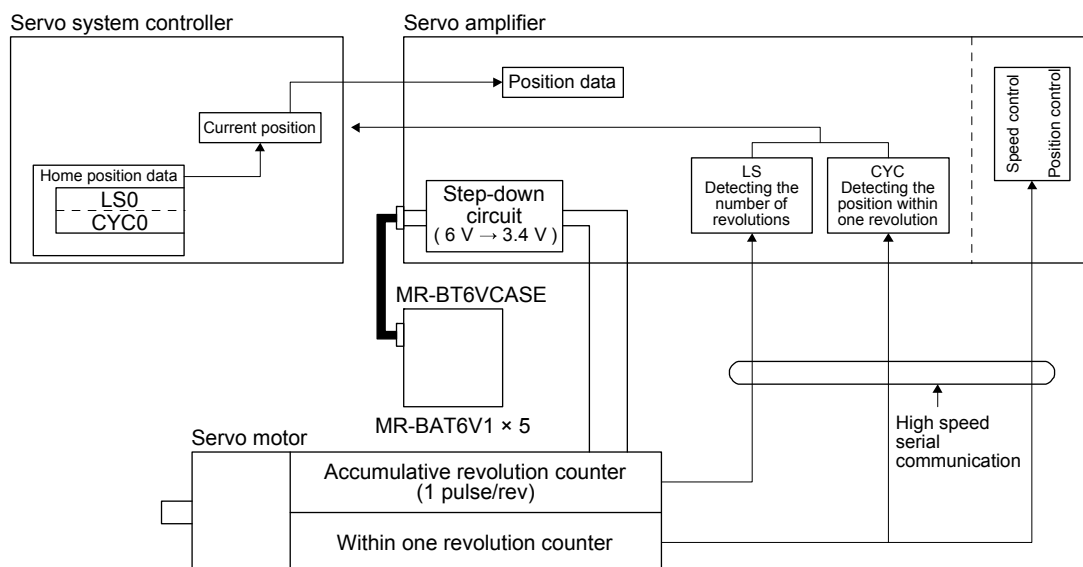 Servo system controller
Servo amplifier
Position data
Current position
Home position data
LS0
CYC0
Step-down
circuit
( 6 V → 3.4 V )
LS
Detecting the
number of
revolutions
CYC
Detecting the
position within
one revolution
Speed control
Position control
MR-BT6VCASE
MR-BAT6V1 × 5
High speed
serial
communication
Servo motor
Accumulative revolution counter
(1 pulse/rev)
Within one revolution counter